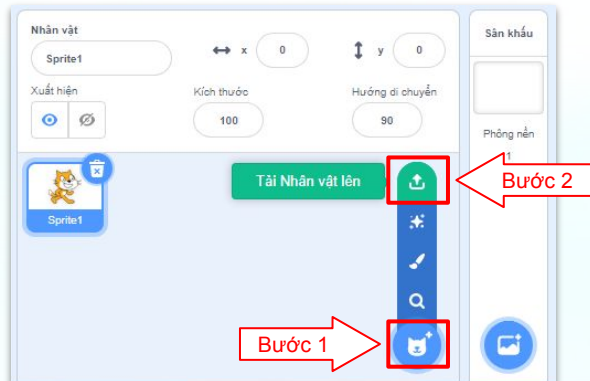 Nhân vật
Sprite1
x 0
y 0
Sân khấu
Xuất hiện
Kích thước
100
Hướng di chuyển
90
Phông nền
1
Tải Nhân vật lên
Bước 2
Sprite1
Bước 1